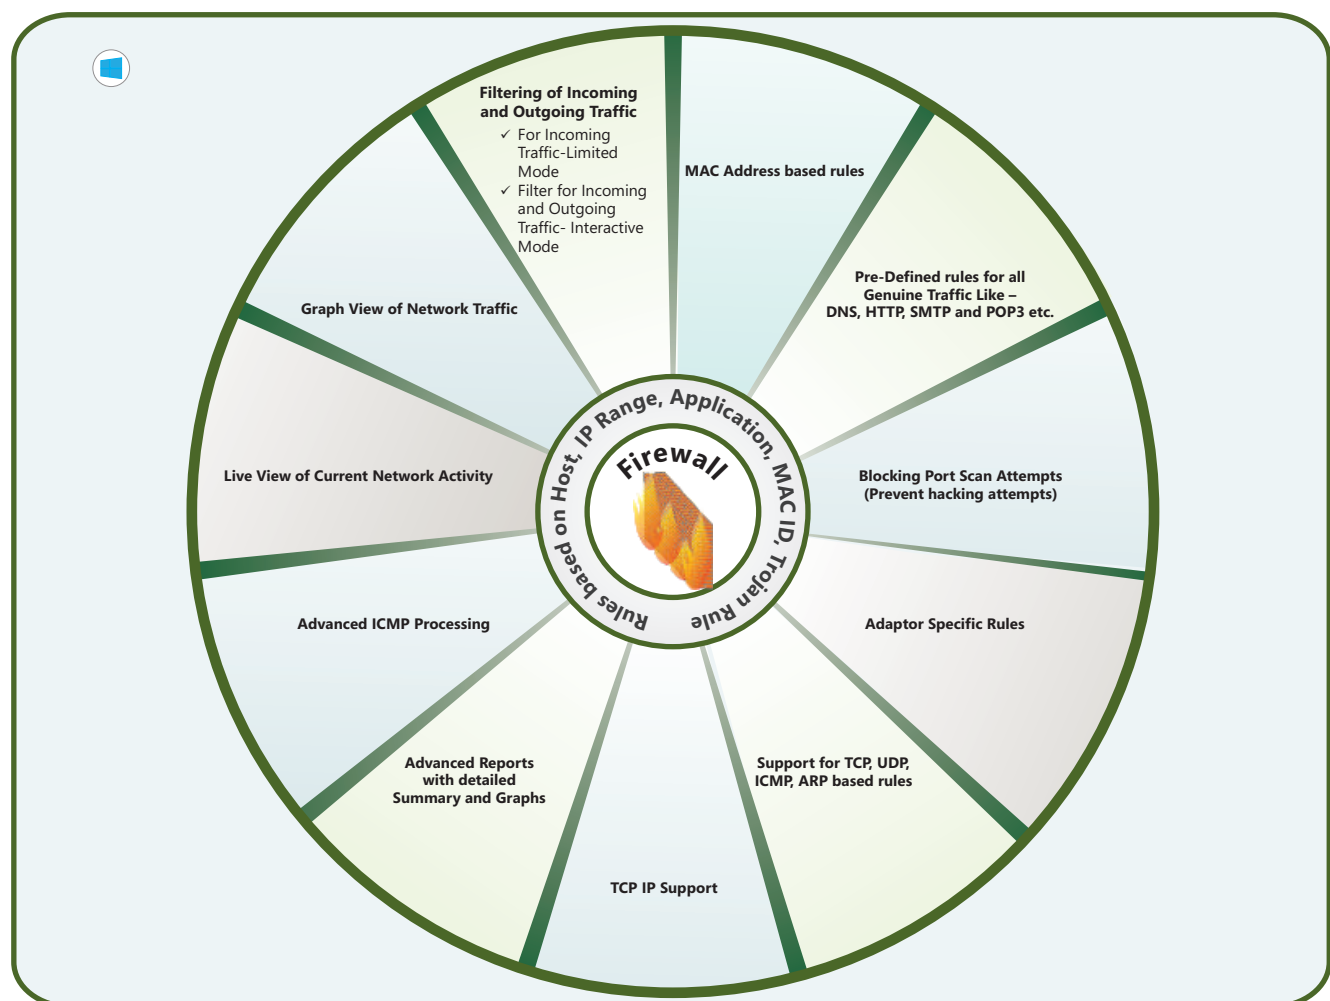 Filtering of Incoming
and Outgoing Traffic
✓ For Incoming
Traffic-Limited
Mode
✓ Filter for Incoming
and Outgoing
Traffic- Interactive
Mode
MAC Address based rules
Pre-Defined rules for all
Genuine Traffic Like –
DNS, HTTP, SMTP and POP3 etc.
Blocking Port Scan Attempts
(Prevent hacking attempts)
Adaptor Specific Rules
Support for TCP, UDP,
ICMP, ARP based rules
TCP IP Support
Advanced Reports
with detailed
Summary and Graphs
Advanced ICMP Processing
Live View of Current Network Activity
Graph View of Network Traffic
Rules based on Host, IP Range, Application, MAC ID, Trojan Rule
Firewall